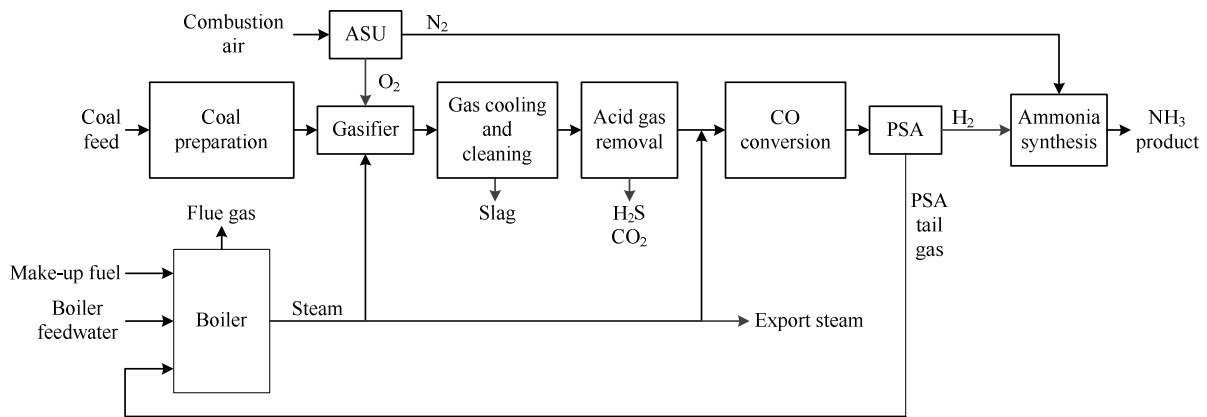 Combustion
air
ASU
N₂
O₂
Coal
feed
Coal
preparation
Gasifier
Gas cooling
and
cleaning
Acid gas
removal
CO
conversion
PSA
H₂
Ammonia
synthesis
NH₃
product
Slag
H₂S
CO₂
PSA
tail
gas
Flue gas
Make-up fuel
Boiler
feedwater
Boiler
Steam
Export steam